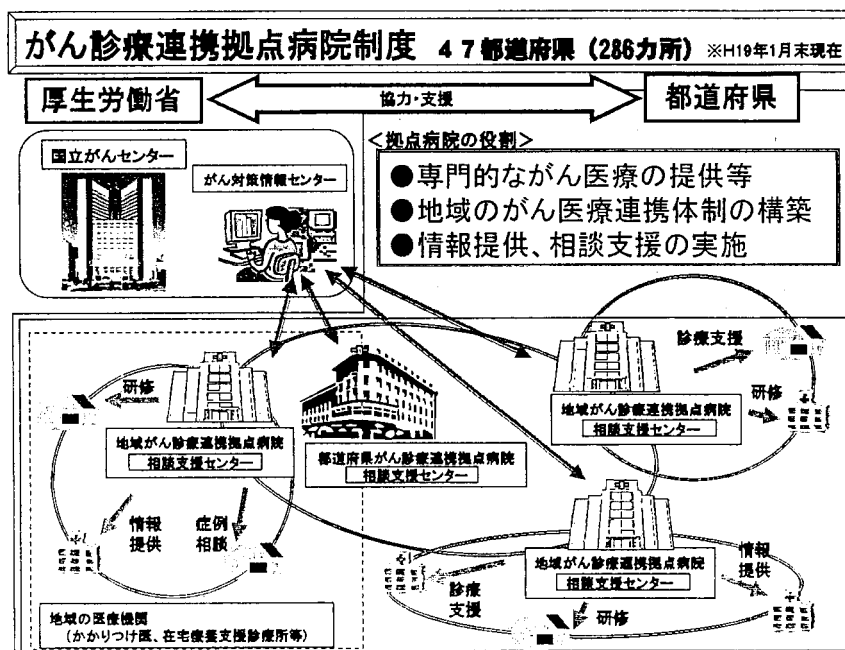 がん診療連携拠点病院制度 47都道府県（286カ所）※H19年1月末現在
厚生労働省
協力・支援
都道府県
国立がんセンター
がん対策情報センター
＜拠点病院の役割＞
●専門的ながん医療の提供等
●地域のがん医療連携体制の構築
●情報提供、相談支援の実施
研修
地域がん診療連携拠点病院
相談支援センター
情報
提供
症例
相談
都道府県がん診療連携拠点病院
相談支援センター
診療支援
研修
地域がん診療連携拠点病院
相談支援センター
地域がん診療連携拠点病院
相談支援センター
情報
提供
診療
支援
研修
地域の医療機関
（かかりつけ医、在宅療養支援診療所等）